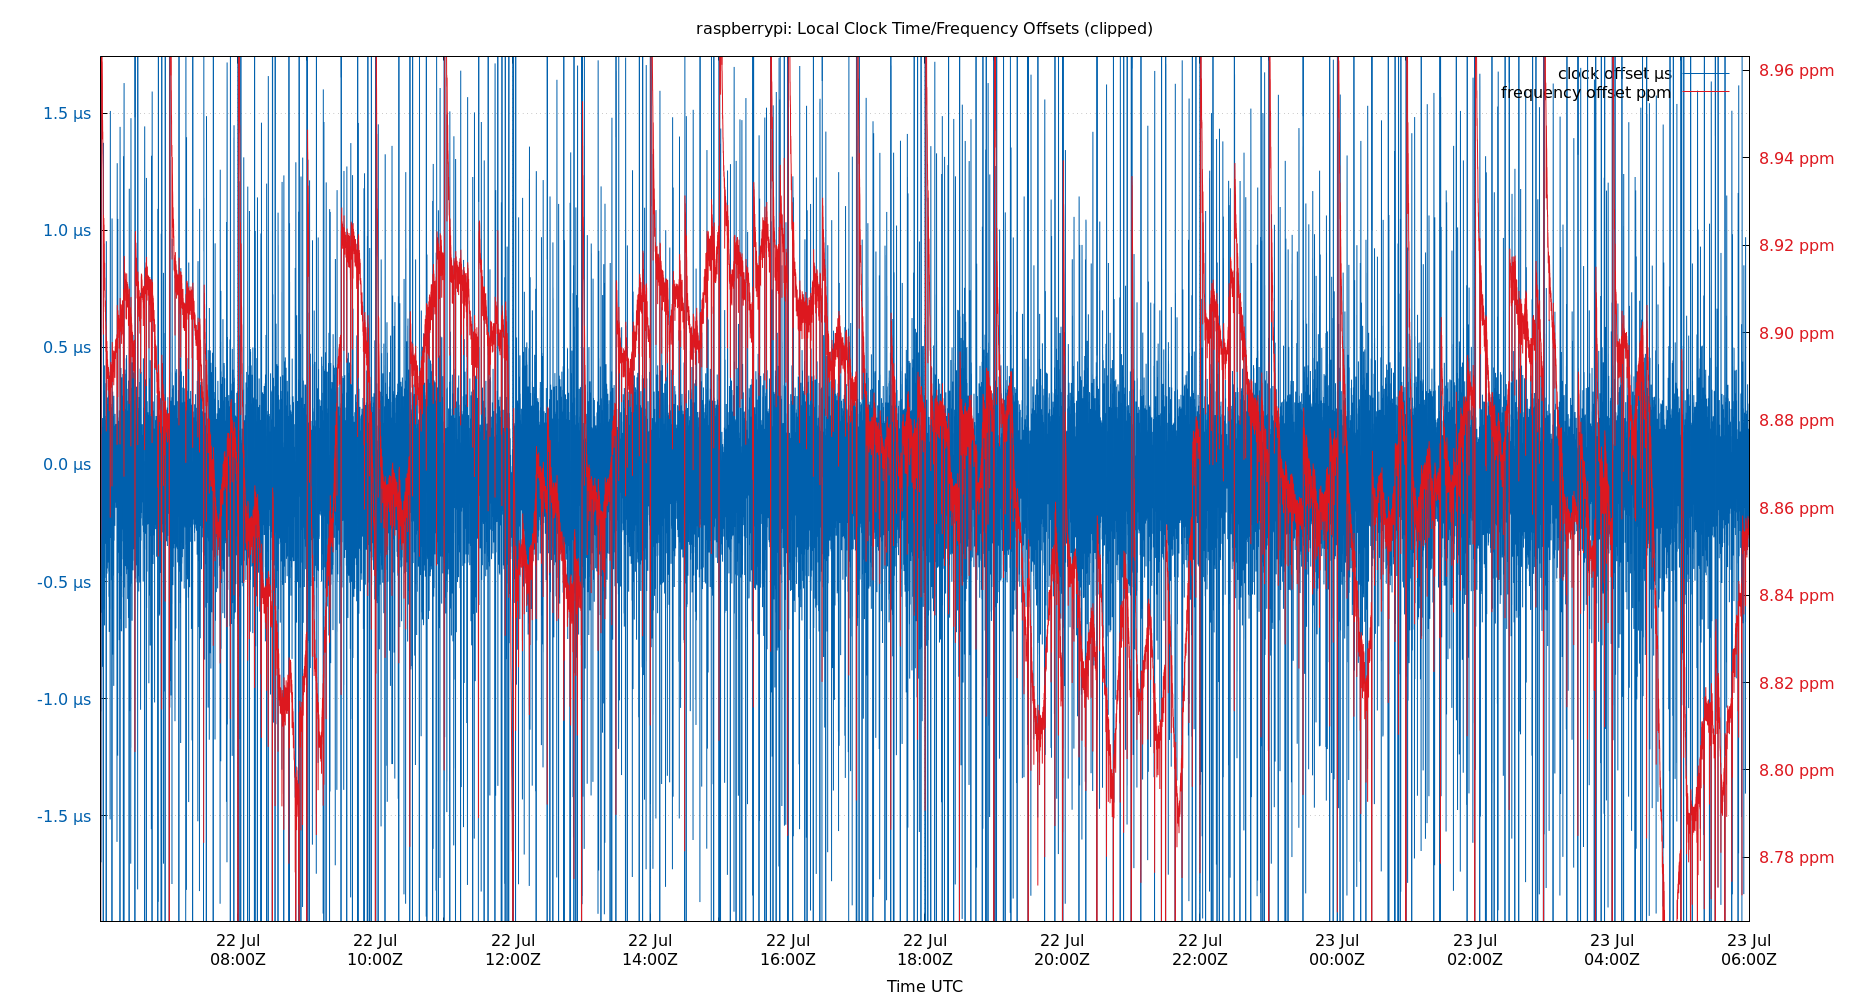 raspberrypi: Local Clock Time/Frequency Offsets (clipped)
clock offset µs
frequency offset ppm
1.5 µs
1.0 µs
0.5 µs
0.0 µs
-0.5 µs
-1.0 µs
-1.5 µs
8.96 ppm
8.94 ppm
8.92 ppm
8.90 ppm
8.88 ppm
8.86 ppm
8.84 ppm
8.82 ppm
8.80 ppm
8.78 ppm
22 Jul 22 Jul 22 Jul 22 Jul 22 Jul 22 Jul 22 Jul 22 Jul 23 Jul 23 Jul 23 Jul 23 Jul
08:00Z 10:00Z 12:00Z 14:00Z 16:00Z 18:00Z 20:00Z 22:00Z 00:00Z 02:00Z 04:00Z 06:00Z
Time UTC